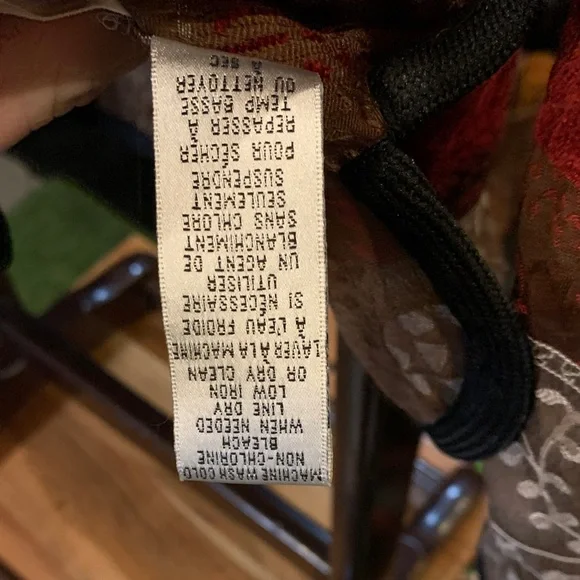 MACHINE WASH COLD
NON-CHLORINE
BLEACH
WHEN NEEDED
LINE DRY
LOW IRON
OR DRY CLEAN
LAVER À LA MACHINE
À L'EAU FROIDE
SI NÉCESSAIRE
UTILISER
UN AGENT DE
BLANCHIMENT
SANS CHLORE
SEULEMENT
SUSPENDRE
POUR SÉCHER
REPASSER À
TEMP BASSE
OU NETTOYER
À SEC